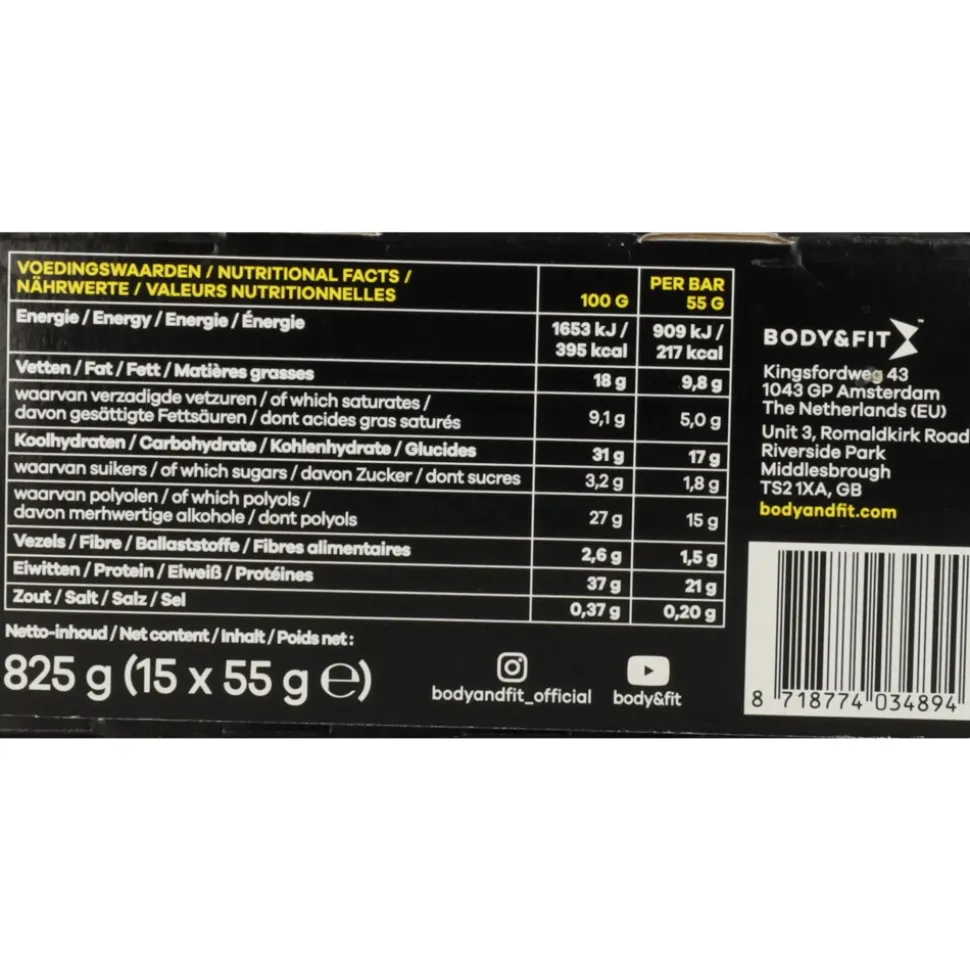 VOEDINGSWAARDEN / NUTRITIONAL FACTS /
NÄHRWERTE / VALEURS NUTRITIONNELLES
100 G
PER BAR
55 G
Energie / Energy / Energie / Énergie
1653 kJ /
395 kcal
909 kJ /
217 kcal
Vetten / Fat / Fett / Matières grasses
18 g
9,8 g
waarvan verzadigde vetzuren / of which saturates /
davon gesättigte Fettsäuren / dont acides gras saturés
9,1 g
5,0 g
Koolhydraten / Carbohydrate / Kohlenhydrate / Glucides
31 g
17 g
waarvan suikers / of which sugars / davon Zucker / dont sucres
3,2 g
1,8 g
waarvan polyolen / of which polyols /
davon merhwertige alkohole / dont polyols
27 g
15 g
Vezels / Fibre / Ballaststoffe / Fibres alimentaires
2,6 g
1,5 g
Eiwitten / Protein / Eiweiß / Protéines
37 g
21 g
Zout / Salt / Salz / Sel
0,37 g
0,20 g
Netto-inhoud / Net content / Inhalt / Poids net :
825 g (15 x 55 g ℮)
bodyandfit_official
body&fit
BODY&FIT™
Kingsfordweg 43
1043 GP Amsterdam
The Netherlands (EU)
Unit 3, Romaldkirk Road
Riverside Park
Middlesbrough
TS2 1XA, GB
bodyandfit.com
8 718774 034894